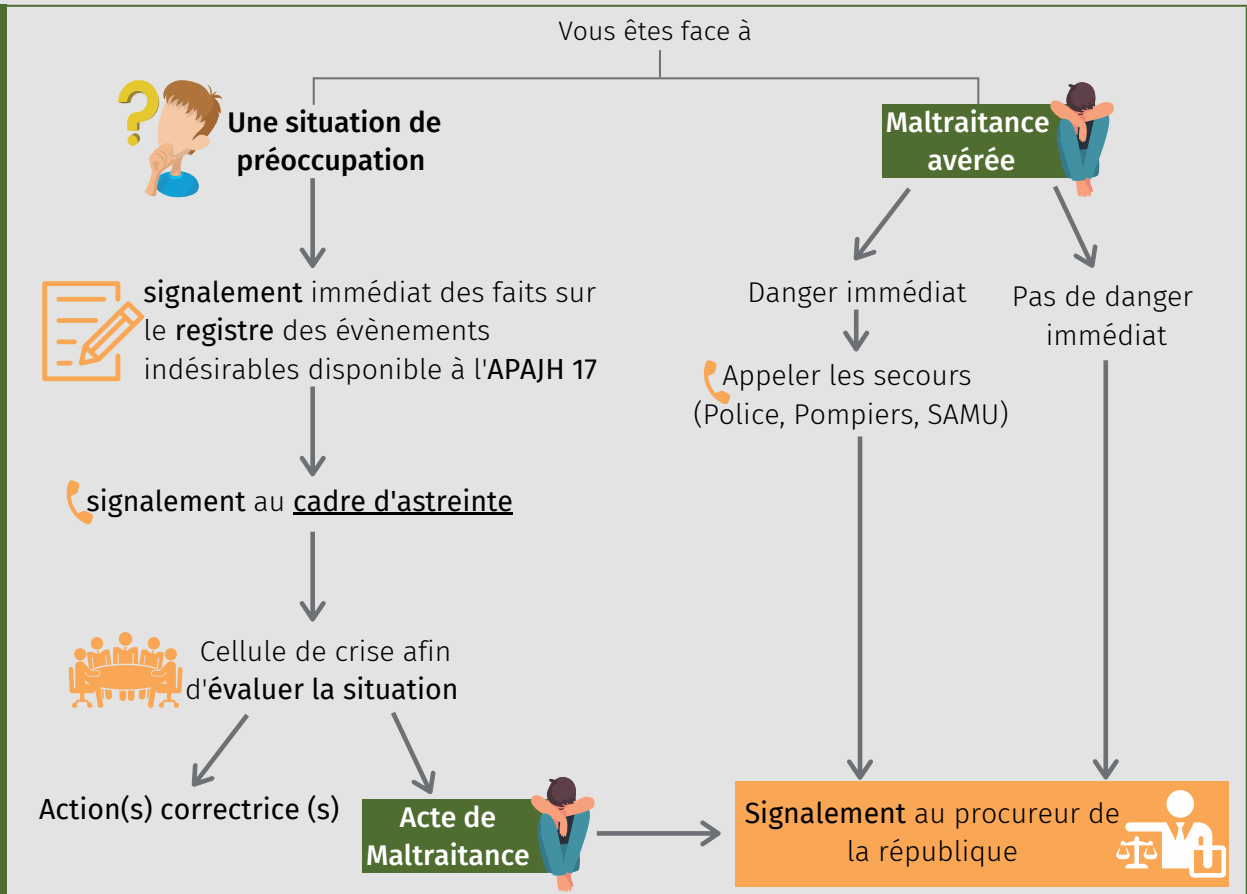 Vous êtes face à
Une situation de
préoccupation
signalement immédiat des faits sur
le registre des évènements
indésirables disponible à l'APAJH 17
signalement au cadre d'astreinte
Cellule de crise afin
d'évaluer la situation
Action(s) correctrice (s)
Acte de
Maltraitance
Maltraitance
avérée
Danger immédiat
Appeler les secours
(Police, Pompiers, SAMU)
Pas de danger
immédiat
Signalement au procureur de
la république